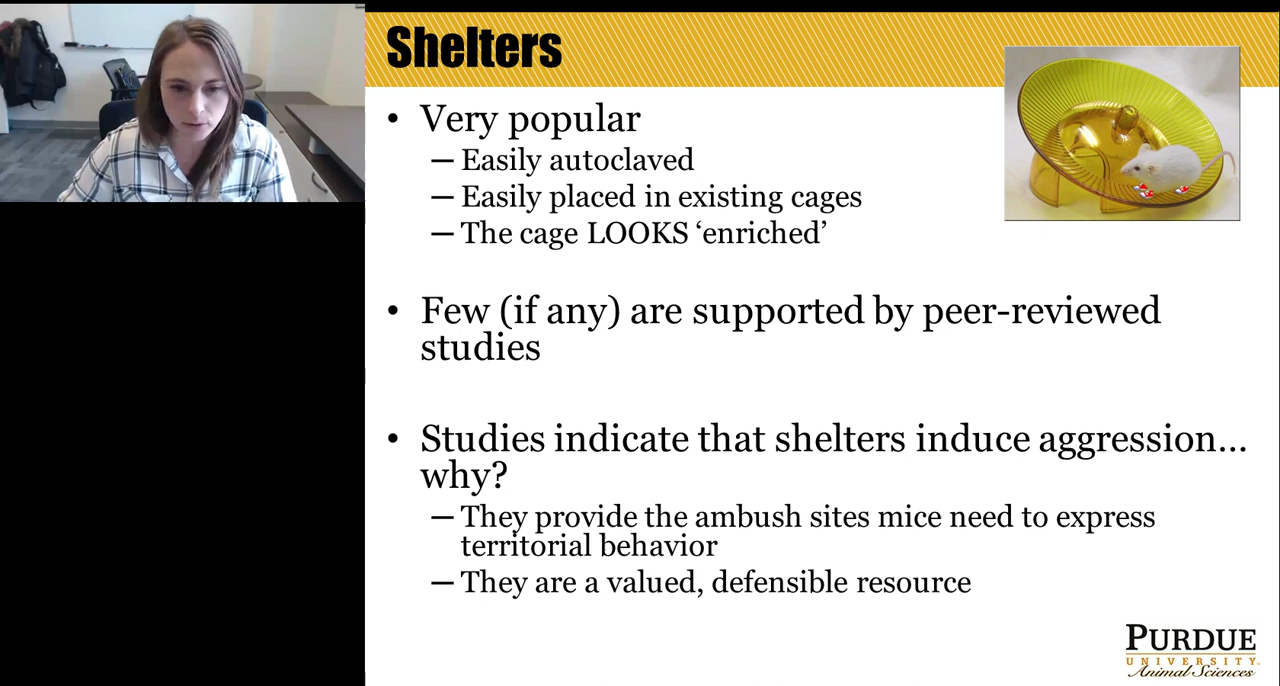 Shelters
• Very popular
– Easily autoclaved
– Easily placed in existing cages
– The cage LOOKS ‘enriched’
• Few (if any) are supported by peer-reviewed
studies
• Studies indicate that shelters induce aggression…
why?
– They provide the ambush sites mice need to express
territorial behavior
– They are a valued, defensible resource
PURDUE
UNIVERSITY
Animal Sciences